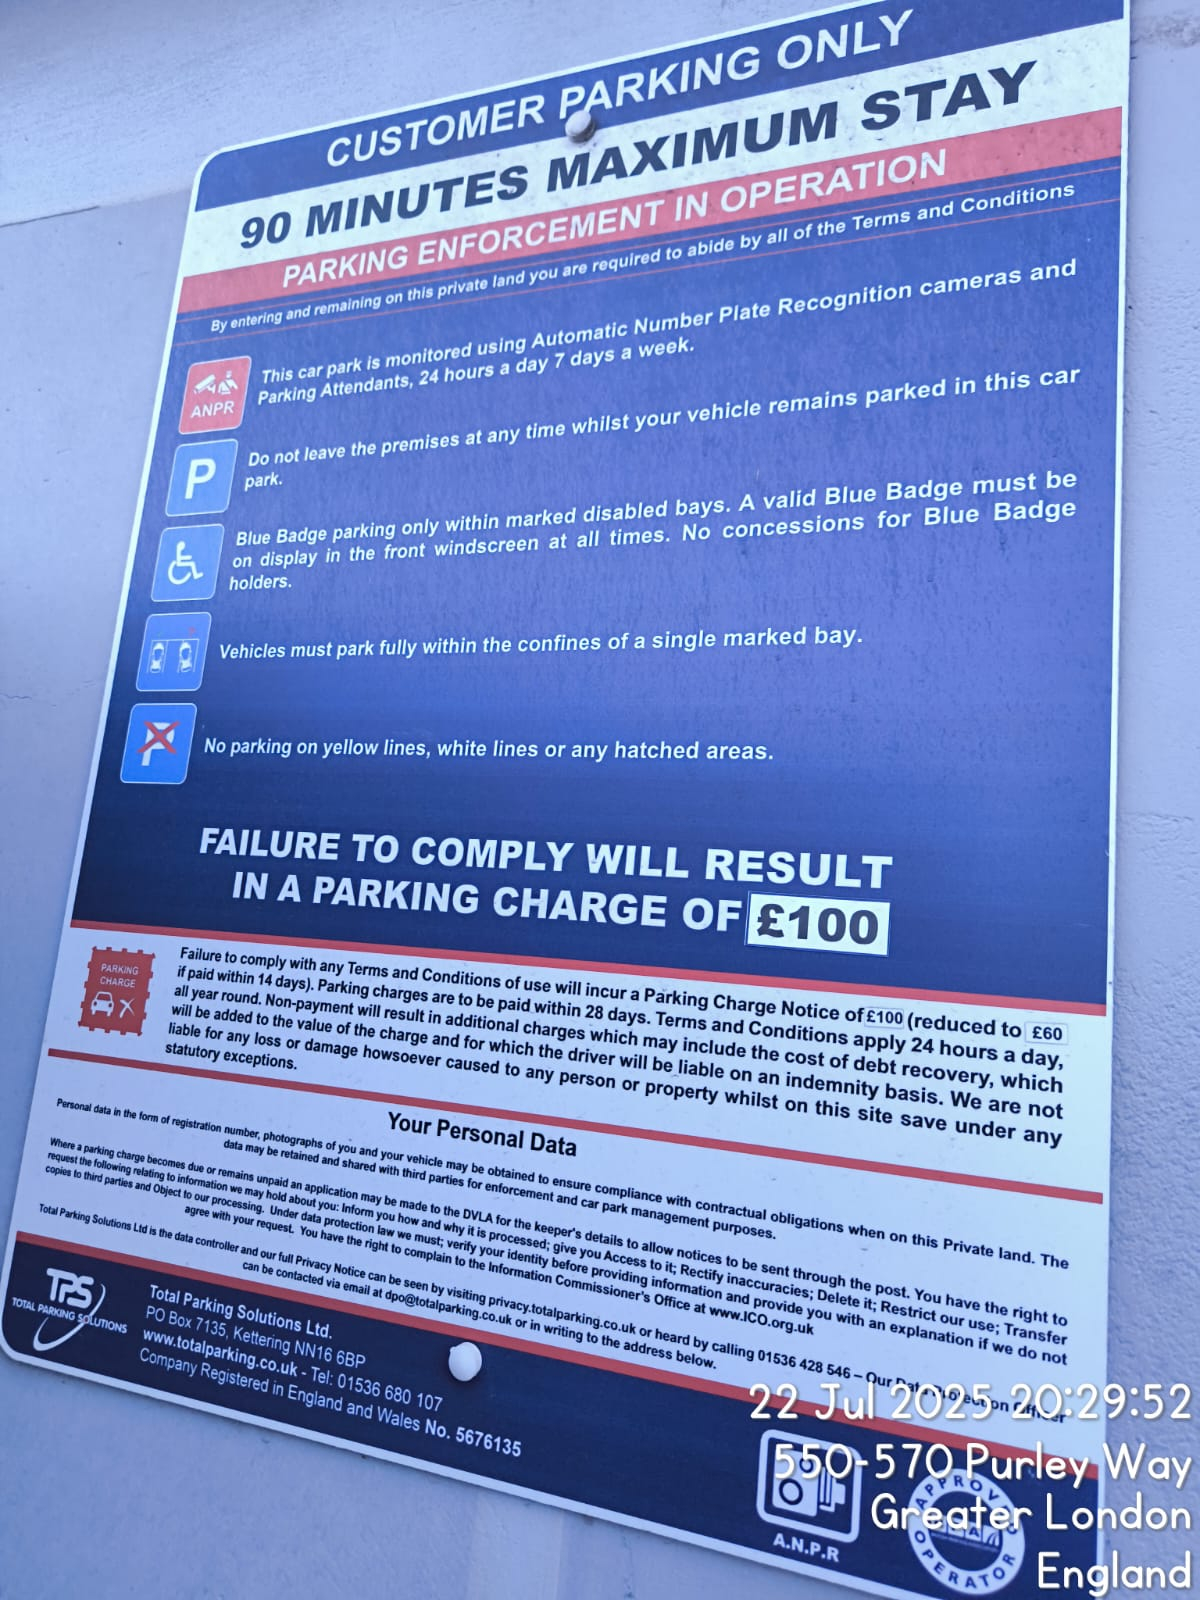 CUSTOMER PARKING ONLY
90 MINUTES MAXIMUM STAY
PARKING ENFORCEMENT IN OPERATION
By entering and remaining on this private land you are required to abide by all of the Terms and Conditions
ANPR
This car park is monitored using Automatic Number Plate Recognition cameras and
Parking Attendants, 24 hours a day 7 days a week.
P
Do not leave the premises at any time whilst your vehicle remains parked in this car
park.
Blue Badge parking only within marked disabled bays. A valid Blue Badge must be
on display in the front windscreen at all times. No concessions for Blue Badge
holders.
Vehicles must park fully within the confines of a single marked bay.
P
No parking on yellow lines, white lines or any hatched areas.
FAILURE TO COMPLY WILL RESULT
IN A PARKING CHARGE OF £100
PARKING
CHARGE
Failure to comply with any Terms and Conditions of use will incur a Parking Charge Notice of £100 (reduced to £60
if paid within 14 days). Parking charges are to be paid within 28 days. Terms and Conditions apply 24 hours a day,
all year round. Non-payment will result in additional charges which may include the cost of debt recovery, which
will be added to the value of the charge and for which the driver will be liable on an indemnity basis. We are not
liable for any loss or damage howsoever caused to any person or property whilst on this site save under any
statutory exceptions.
Your Personal Data
Personal data in the form of registration number, photographs of you and your vehicle may be obtained to ensure compliance with contractual obligations when on this Private land. The
data may be retained and shared with third parties for enforcement and car park management purposes.
Where a parking charge becomes due or remains unpaid an application may be made to the DVLA for the keeper's details to allow notices to be sent through the post. You have the right to
request the following relating to information we may hold about you: Inform you how and why it is processed; give you Access to it; Rectify inaccuracies; Delete it; Restrict our use; Transfer
copies to third parties and Object to our processing. Under data protection law we must; verify your identity before providing information and provide you with an explanation if we do not
agree with your request. You have the right to complain to the Information Commissioner's Office at www.ICO.org.uk
Total Parking Solutions Ltd is the data controller and our full Privacy Notice can be seen by visiting privacy.totalparking.co.uk or heard by calling 01536 428 546 – Our Data Protection Officer
can be contacted via email at dpo@totalparking.co.uk or in writing to the address below.
TPS
TOTAL PARKING SOLUTIONS
Total Parking Solutions Ltd.
PO Box 7135, Kettering NN16 6BP
www.totalparking.co.uk - Tel: 01536 680 107
Company Registered in England and Wales No. 5676135
A.N.P.R
APPROVED
OPERATOR
22 Jul 2025 20:29:52
550-570 Purley Way
Greater London
England